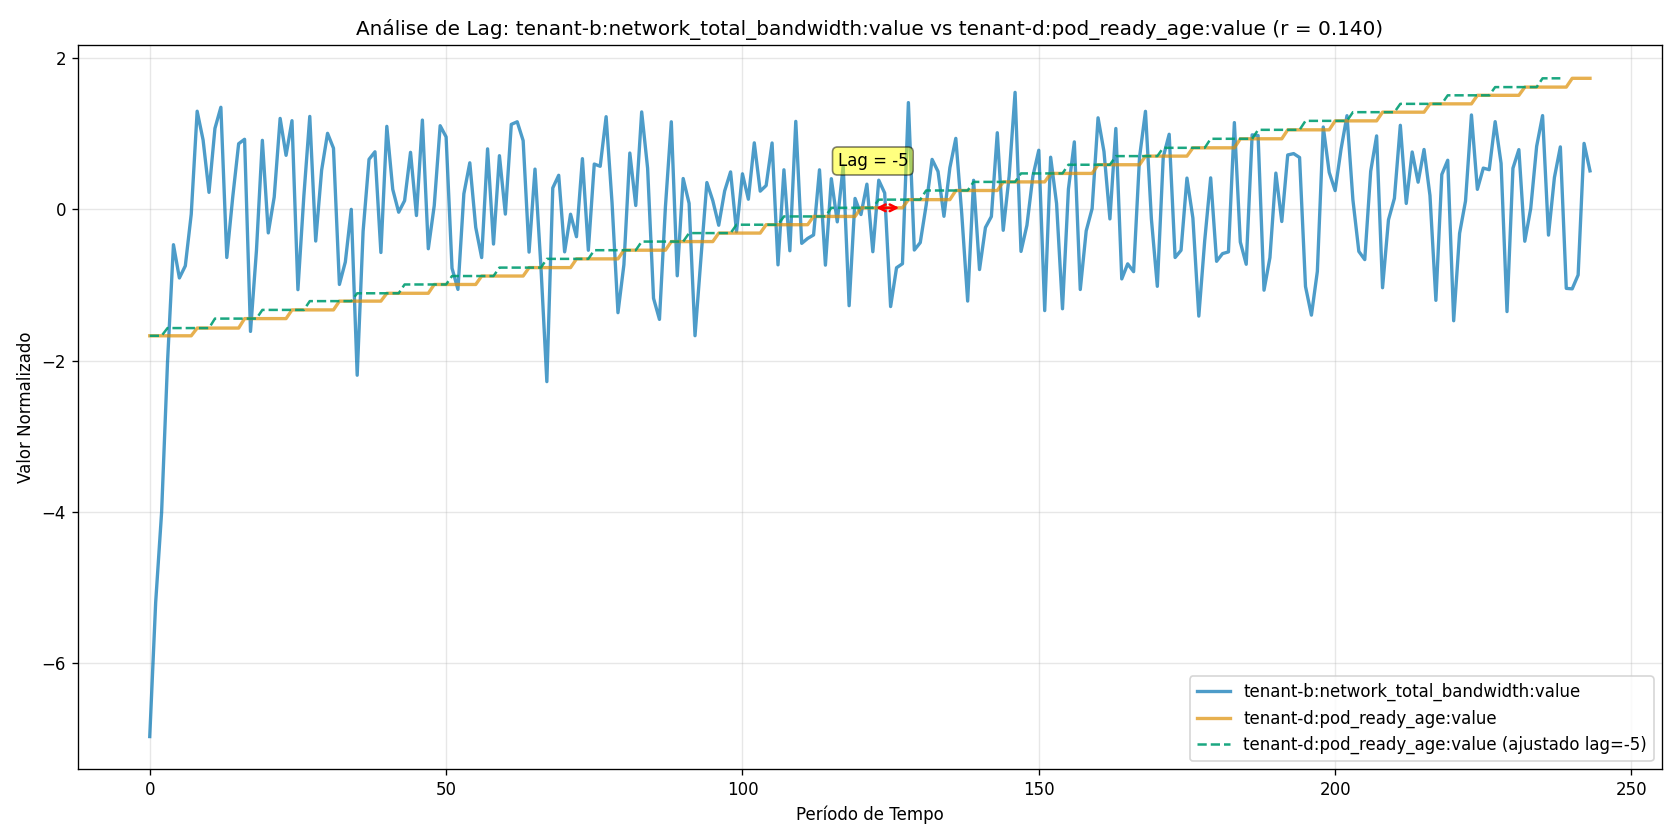 Análise de Lag: tenant-b:network_total_bandwidth:value vs tenant-d:pod_ready_age:value (r = 0.140)
Valor Normalizado
2
0
−2
−4
−6
Lag = -5
tenant-b:network_total_bandwidth:value
tenant-d:pod_ready_age:value
tenant-d:pod_ready_age:value (ajustado lag=-5)
0
50
100
150
200
250
Período de Tempo